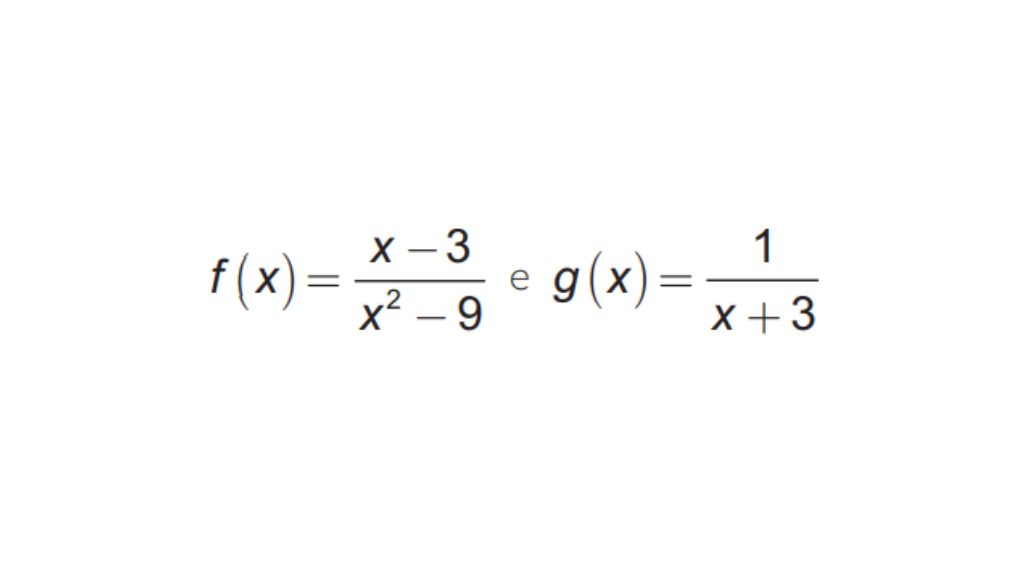 f(x) = (x − 3)/(x² − 9) e g(x) = 1/(x + 3)